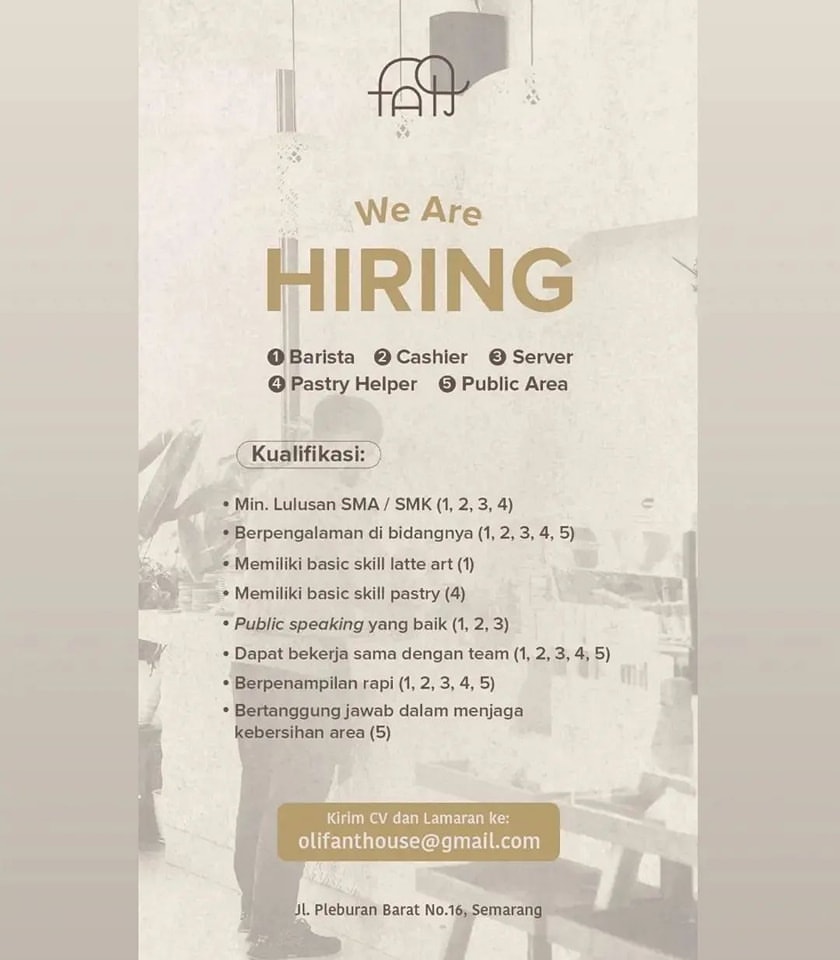 We Are
HIRING
1 Barista 2 Cashier 3 Server
4 Pastry Helper 5 Public Area
Kualifikasi:
• Min. Lulusan SMA / SMK (1, 2, 3, 4)
• Berpengalaman di bidangnya (1, 2, 3, 4, 5)
• Memiliki basic skill latte art (1)
• Memiliki basic skill pastry (4)
• Public speaking yang baik (1, 2, 3)
• Dapat bekerja sama dengan team (1, 2, 3, 4, 5)
• Berpenampilan rapi (1, 2, 3, 4, 5)
• Bertanggung jawab dalam menjaga
kebersihan area (5)
Kirim CV dan Lamaran ke:
olifanthouse@gmail.com
Jl. Pleburan Barat No.16, Semarang